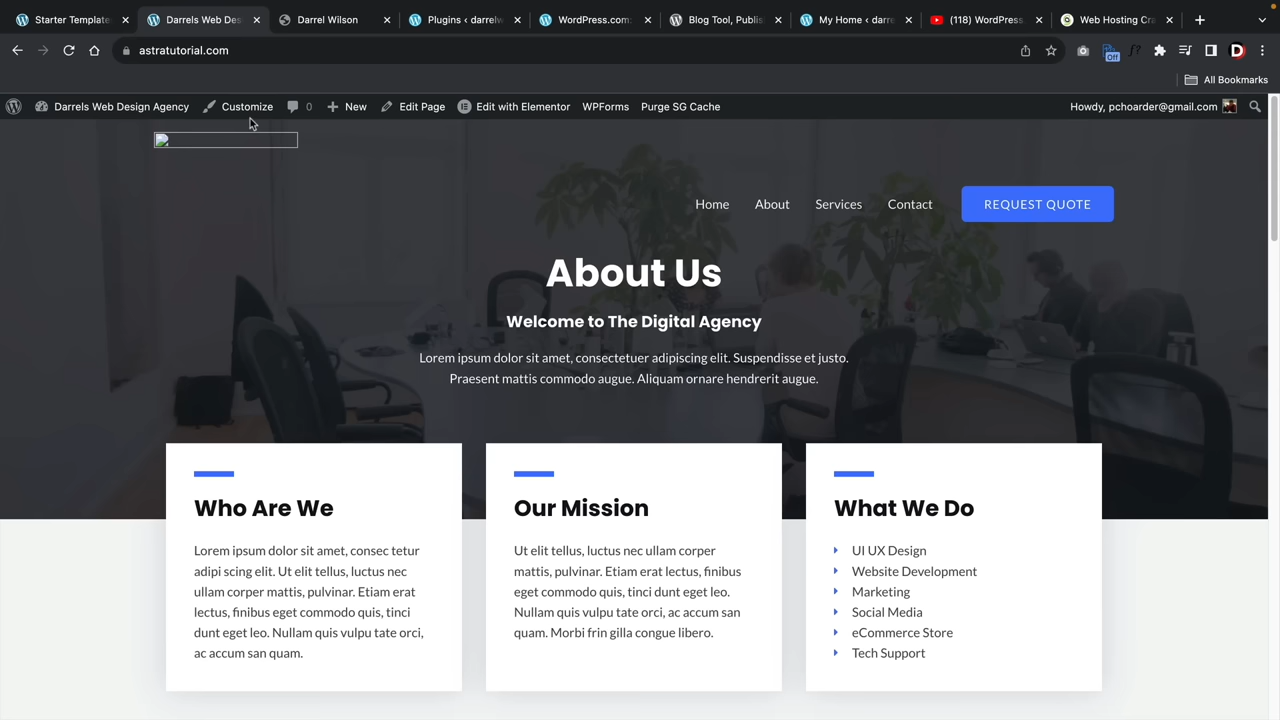 Starter Template
Darrels Web Des
Darrel Wilson
Plugins ‹ darrelw
WordPress.com:
Blog Tool, Publis
My Home ‹ darre
(118) WordPress
Web Hosting Cra
astratutorial.com
f?
Off
D
All Bookmarks
Darrels Web Design Agency
Customize
0
New
Edit Page
Edit with Elementor
WPForms
Purge SG Cache
Howdy, pchoarder@gmail.com
Home
About
Services
Contact
REQUEST QUOTE
About Us
Welcome to The Digital Agency
Lorem ipsum dolor sit amet, consectetuer adipiscing elit. Suspendisse et justo.
Praesent mattis commodo augue. Aliquam ornare hendrerit augue.
Who Are We
Lorem ipsum dolor sit amet, consec tetur
adipi scing elit. Ut elit tellus, luctus nec
ullam corper mattis, pulvinar. Etiam erat
lectus, finibus eget commodo quis, tinci
dunt eget leo. Nullam quis vulpu tate orci,
ac accum san quam.
Our Mission
Ut elit tellus, luctus nec ullam corper
mattis, pulvinar. Etiam erat lectus, finibus
eget commodo quis, tinci dunt eget leo.
Nullam quis vulpu tate orci, ac accum san
quam. Morbi frin gilla congue libero.
What We Do
UI UX Design
Website Development
Marketing
Social Media
eCommerce Store
Tech Support